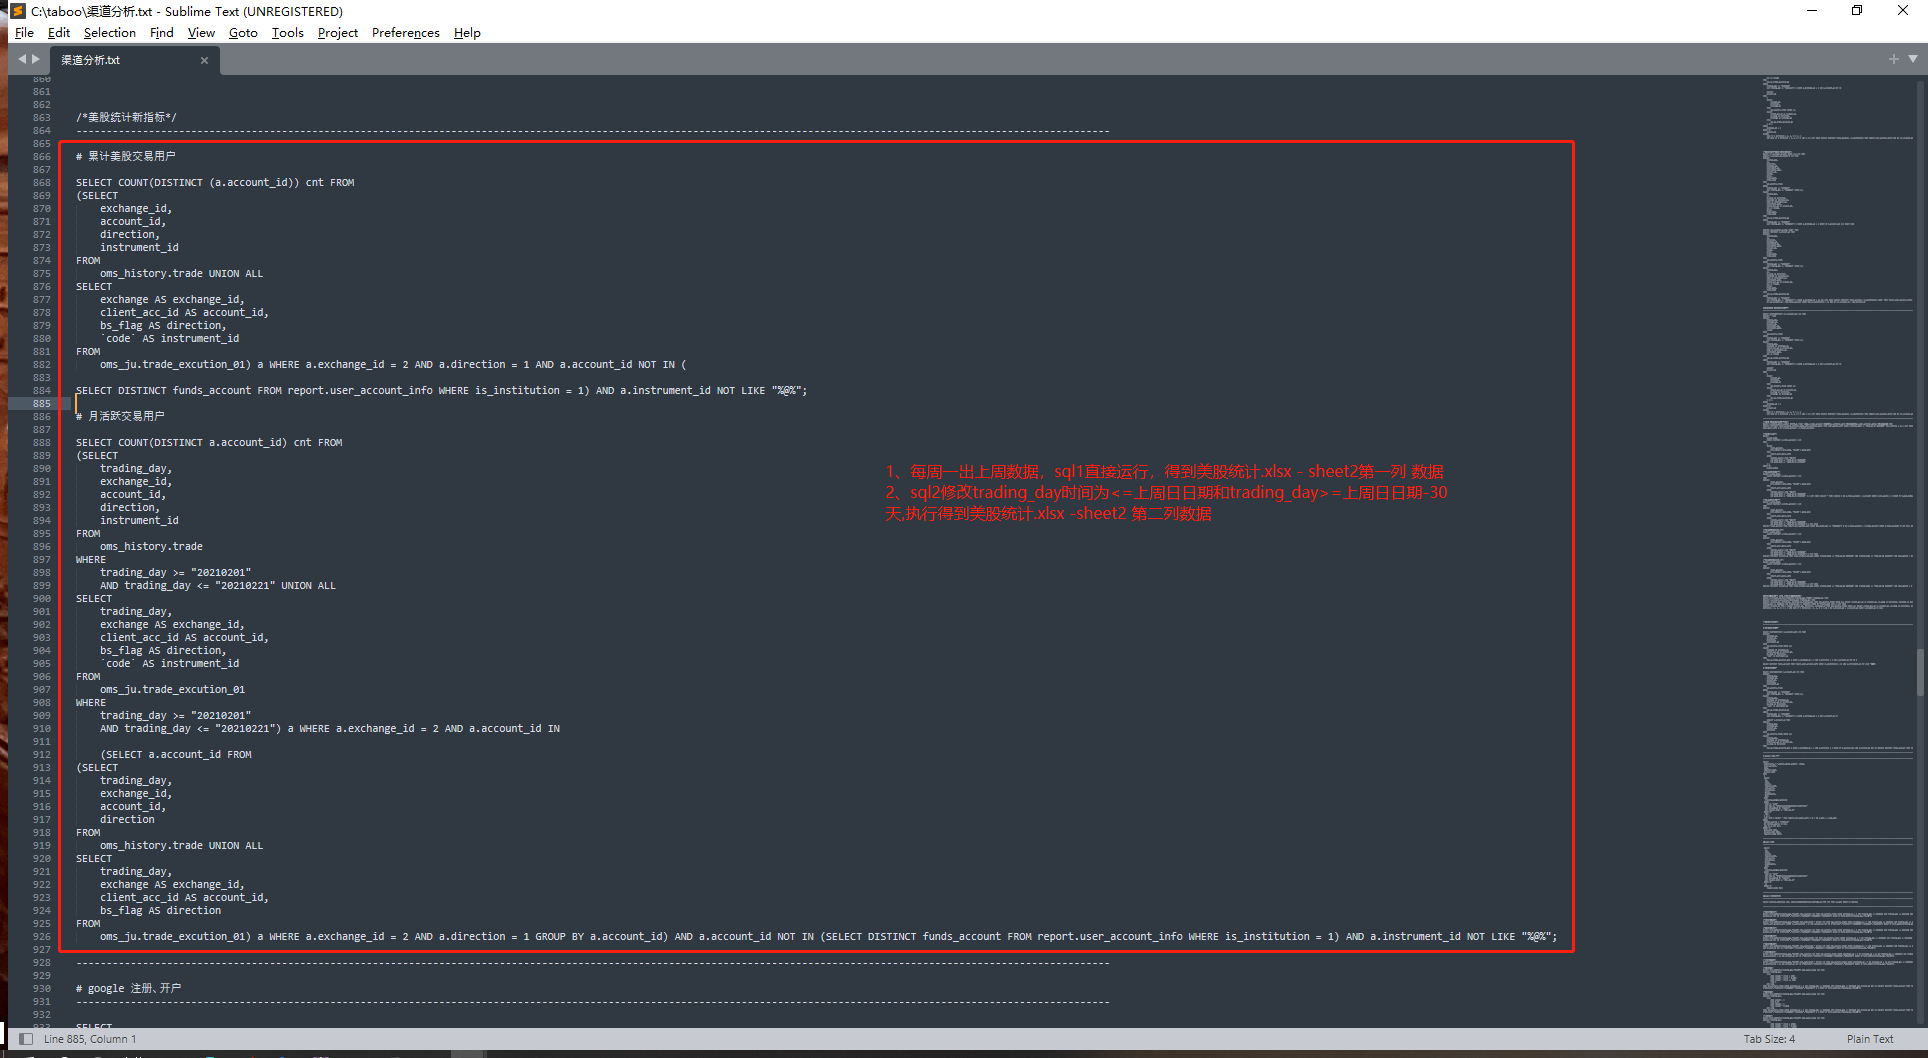 C:\taboo\渠道分析.txt - Sublime Text (UNREGISTERED)
File Edit Selection Find View Goto Tools Project Preferences Help
渠道分析.txt
860
861
862
863 /*美股统计新指标*/
864 ----------------------------------------------------------------------------------------------------
865
866 # 累计美股交易用户
867
868 SELECT COUNT(DISTINCT (a.account_id)) cnt FROM
869 (SELECT
870 exchange_id,
871 account_id,
872 direction,
873 instrument_id
874 FROM
875 oms_history.trade UNION ALL
876 SELECT
877 exchange AS exchange_id,
878 client_acc_id AS account_id,
879 bs_flag AS direction,
880 `code` AS instrument_id
881 FROM
882 oms_ju.trade_excution_01) a WHERE a.exchange_id = 2 AND a.direction = 1 AND a.account_id NOT IN (
883
884 SELECT DISTINCT funds_account FROM report.user_account_info WHERE is_institution = 1) AND a.instrument_id NOT LIKE "%@%";
885
886 # 月活跃交易用户
887
888 SELECT COUNT(DISTINCT a.account_id) cnt FROM
889 (SELECT
890 trading_day,
891 exchange_id,
892 account_id,
893 direction,
894 instrument_id
895 FROM
896 oms_history.trade
897 WHERE
898 trading_day >= "20210201"
899 AND trading_day <= "20210221" UNION ALL
900 SELECT
901 trading_day,
902 exchange AS exchange_id,
903 client_acc_id AS account_id,
904 bs_flag AS direction,
905 `code` AS instrument_id
906 FROM
907 oms_ju.trade_excution_01
908 WHERE
909 trading_day >= "20210201"
910 AND trading_day <= "20210221") a WHERE a.exchange_id = 2 AND a.account_id IN
911
912 (SELECT a.account_id FROM
913 (SELECT
914 trading_day,
915 exchange_id,
916 account_id,
917 direction
918 FROM
919 oms_history.trade UNION ALL
920 SELECT
921 trading_day,
922 exchange AS exchange_id,
923 client_acc_id AS account_id,
924 bs_flag AS direction
925 FROM
926 oms_ju.trade_excution_01) a WHERE a.exchange_id = 2 AND a.direction = 1 GROUP BY a.account_id) AND a.account_id NOT IN (SELECT DISTINCT funds_account FROM report.user_account_info WHERE is_institution = 1) AND a.instrument_id NOT LIKE "%@%";
927
928 ----------------------------------------------------------------------------------------------------
929
930 # google 注册、开户
931 ----------------------------------------------------------------------------------------------------
932
933 SELECT
1、每周一出上周数据，sql1直接运行，得到美股统计.xlsx - sheet2第一列 数据
2、sql2修改trading_day时间为<=上周日日期和trading_day>=上周日日期-30
天,执行得到美股统计.xlsx -sheet2 第二列数据
Line 885, Column 1
Tab Size: 4
Plain Text